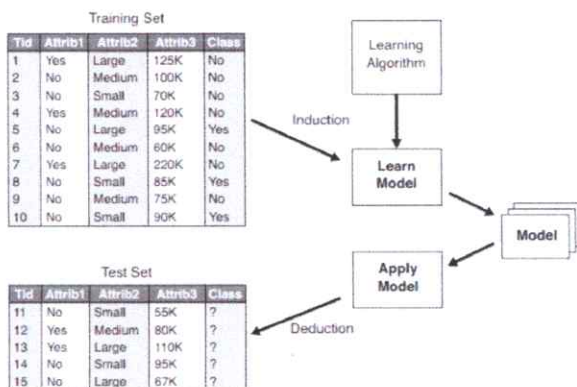 Training Set
Tid Attrib1 Attrib2 Attrib3 Class
1 Yes Large 125K No
2 No Medium 100K No
3 No Small 70K No
4 Yes Medium 120K No
5 No Large 95K Yes
6 No Medium 60K No
7 Yes Large 220K No
8 No Small 85K Yes
9 No Medium 75K No
10 No Small 90K Yes
Learning
Algorithm
Induction
Learn
Model
Model
Apply
Model
Deduction
Test Set
Tid Attrib1 Attrib2 Attrib3 Class
11 No Small 55K ?
12 Yes Medium 80K ?
13 Yes Large 110K ?
14 No Small 95K ?
15 No Large 67K ?